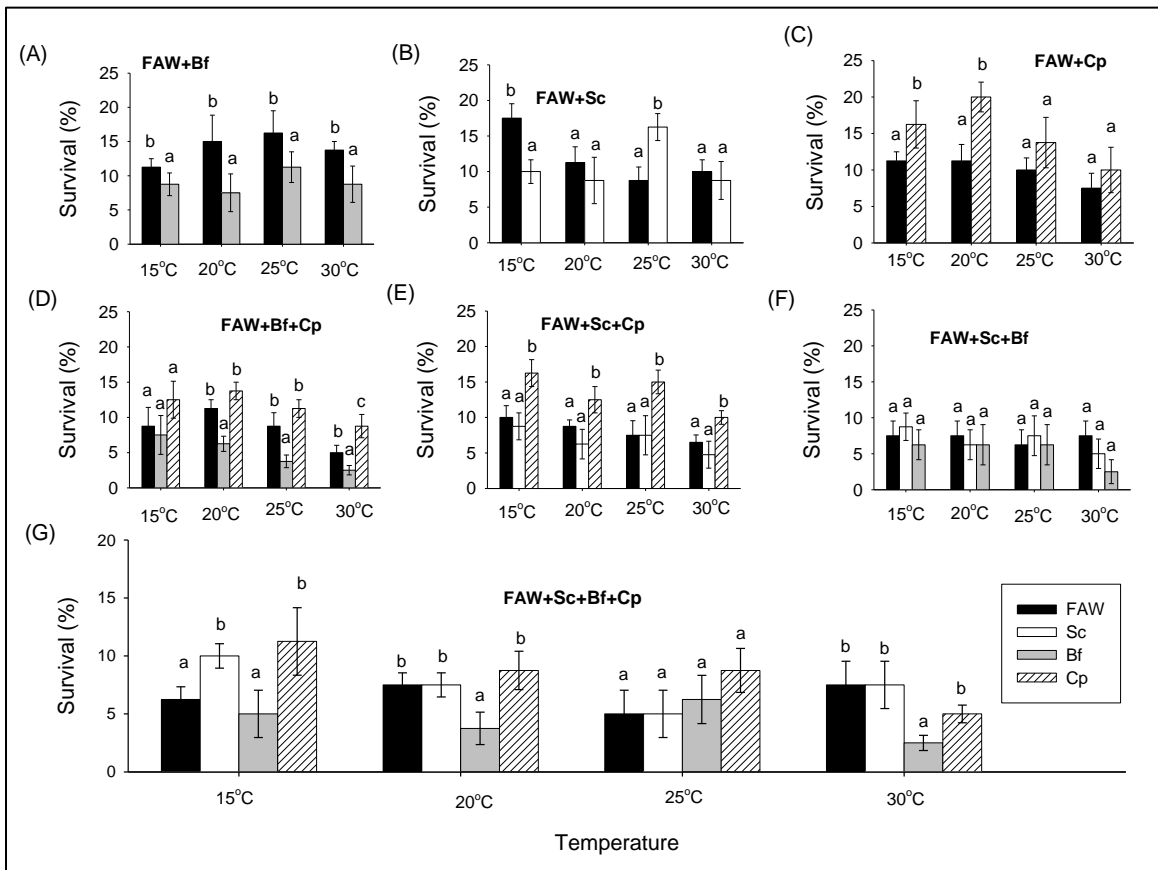 (A)
FAW+Bf
Survival (%)
25
20
15
10
5
0
b
a
b
a
b
a
b
a
15°C
20°C
25°C
30°C
(B)
FAW+Sc
Survival (%)
25
20
15
10
5
0
b
a
a
a
a
b
a
a
15°C
20°C
25°C
30°C
(C)
FAW+Cp
Survival (%)
25
20
15
10
5
0
a
b
a
b
a
a
a
a
15°C
20°C
25°C
30°C
(D)
FAW+Bf+Cp
Survival (%)
25
20
15
10
5
0
a
a
a
b
a
b
b
a
b
b
a
c
15°C
20°C
25°C
30°C
(E)
FAW+Sc+Cp
25
20
15
10
5
0
a
a
b
a
a
b
a
a
b
a
a
b
15°C
20°C
25°C
30°C
(F)
FAW+Sc+Bf
25
20
15
10
5
0
a
a
a
a
a
a
a
a
a
a
a
a
15°C
20°C
25°C
30°C
(G)
FAW+Sc+Bf+Cp
Survival (%)
20
15
10
5
0
a
b
a
b
b
b
a
b
a
a
a
a
b
b
a
b
15°C
20°C
25°C
30°C
Temperature
FAW
Sc
Bf
Cp